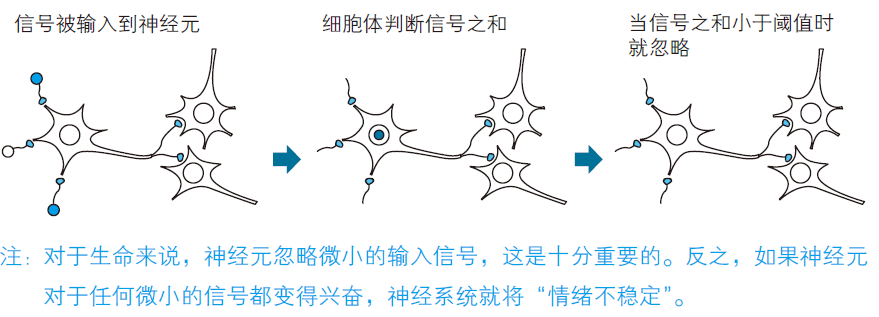 信号被输入到神经元
细胞体判断信号之和
当信号之和小于阈值时
就忽略
注：对于生命来说，神经元忽略微小的输入信号，这是十分重要的。反之，如果神经元
对于任何微小的信号都变得兴奋，神经系统就将“情绪不稳定”。